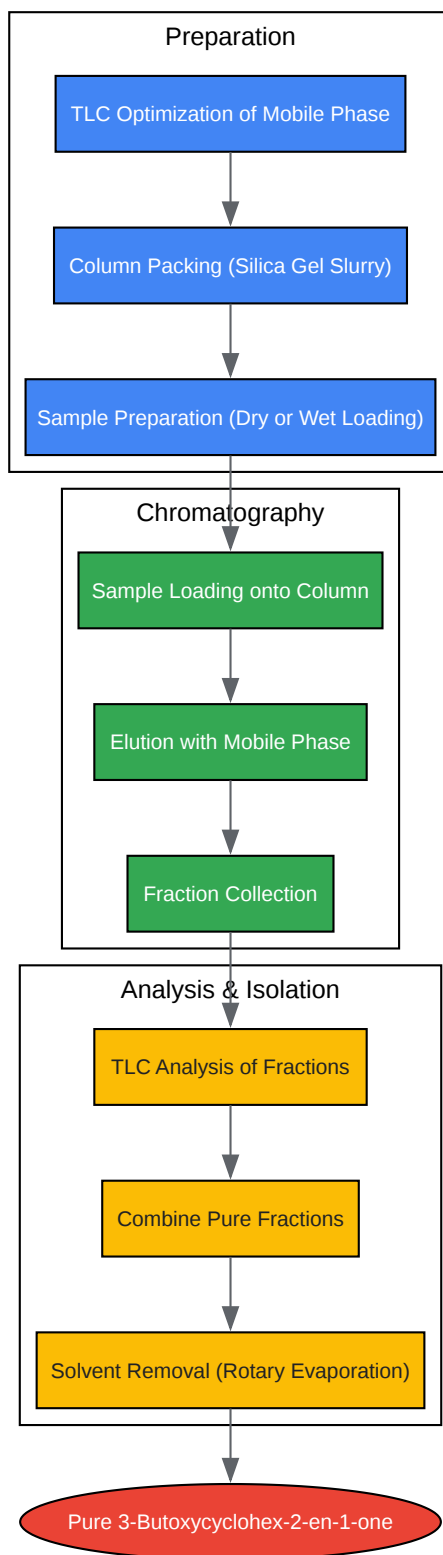 Preparation
TLC Optimization of Mobile Phase
Column Packing (Silica Gel Slurry)
Sample Preparation (Dry or Wet Loading)
Chromatography
Sample Loading onto Column
Elution with Mobile Phase
Fraction Collection
Analysis & Isolation
TLC Analysis of Fractions
Combine Pure Fractions
Solvent Removal (Rotary Evaporation)
Pure 3-Butoxycyclohex-2-en-1-one